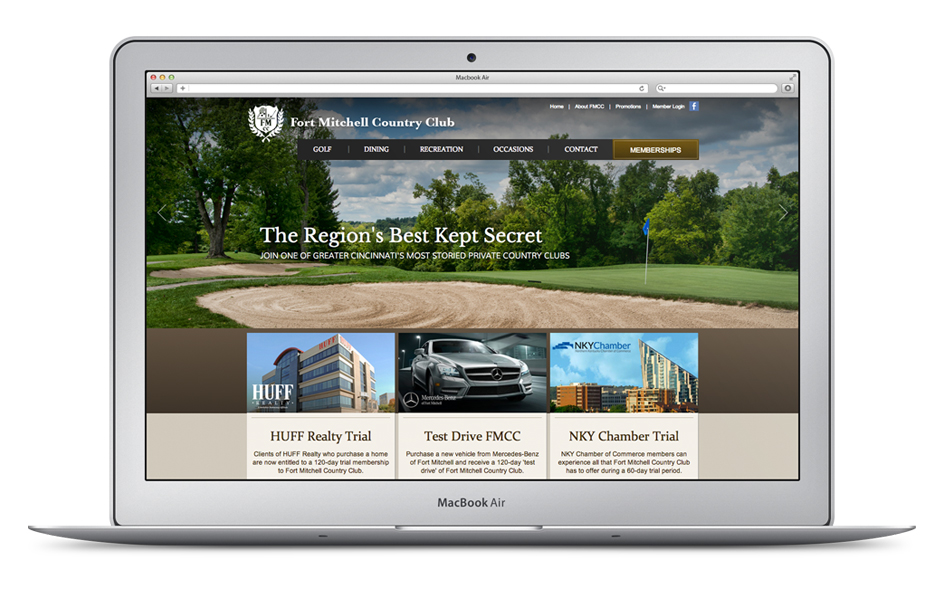 Macbook Air
Home | About FMCC | Promotions | Member Login f
FM
Fort Mitchell Country Club
GOLF | DINING | RECREATION | OCCASIONS | CONTACT MEMBERSHIPS
The Region's Best Kept Secret
JOIN ONE OF GREATER CINCINNATI'S MOST STORIED PRIVATE COUNTRY CLUBS
HUFF
HUFF
REALTY
Mercedes-Benz
of Fort Mitchell
NKYChamber
HUFF Realty Trial
Clients of HUFF Realty who purchase a home
are now entitled to a 120-day trial membership
to Fort Mitchell Country Club.
Test Drive FMCC
Purchase a new vehicle from Mercedes-Benz
of Fort Mitchell and receive a 120-day 'test
drive' of Fort Mitchell Country Club.
NKY Chamber Trial
NKY Chamber of Commerce members can
experience all that Fort Mitchell Country Club
has to offer during a 60-day trial period.
MacBook Air